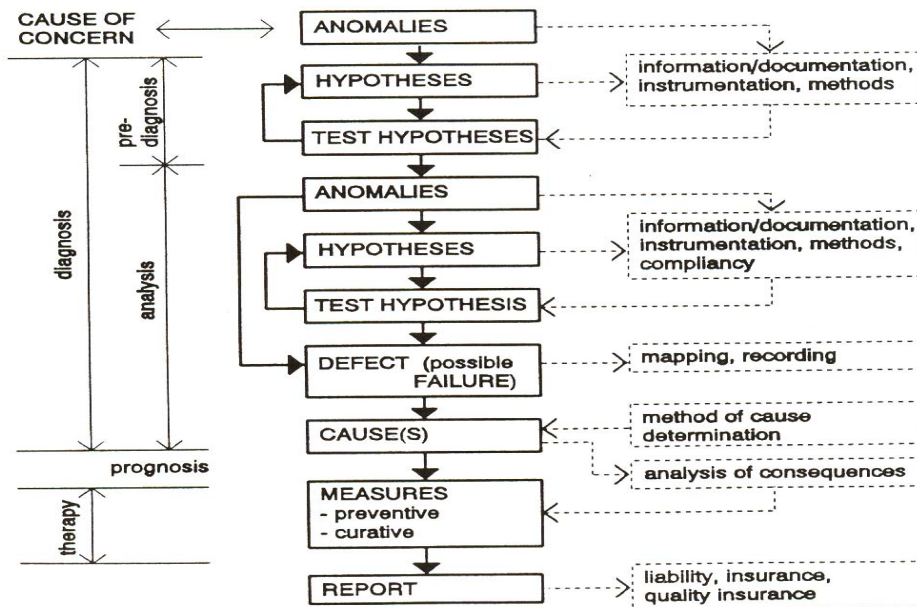 CAUSE OF
CONCERN
ANOMALIES
HYPOTHESES
information/documentation,
instrumentation, methods
TEST HYPOTHESES
pre-
diagnosis
ANOMALIES
HYPOTHESES
information/documentation,
instrumentation, methods,
compliancy
TEST HYPOTHESIS
diagnosis
analysis
DEFECT (possible
FAILURE)
mapping, recording
CAUSE(S)
method of cause
determination
prognosis
analysis of consequences
MEASURES
- preventive
- curative
therapy
REPORT
liability, insurance,
quality insurance